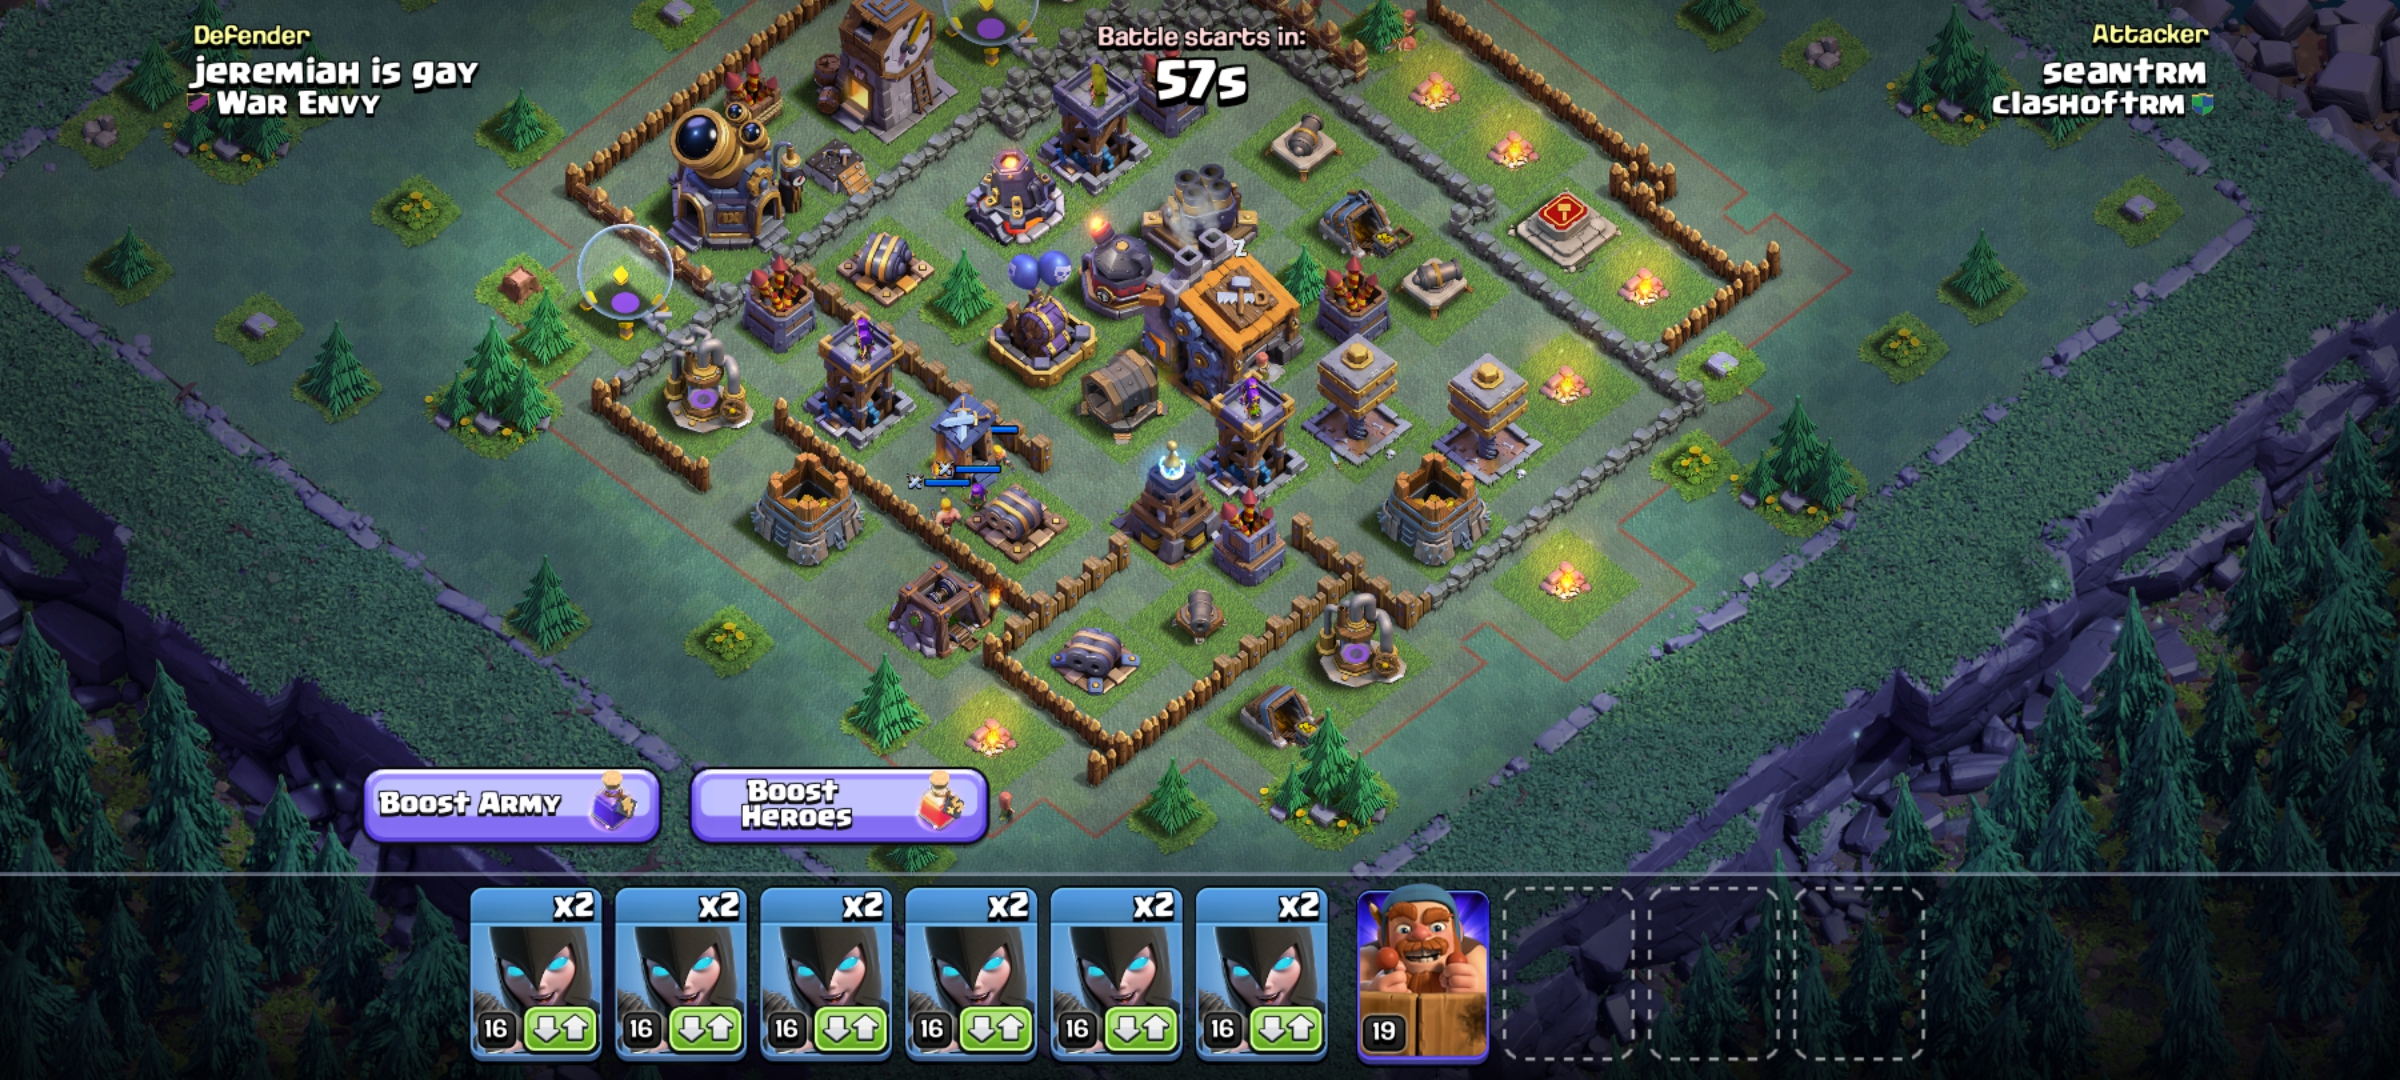 Defender
jeremiah is gay
War Envy
Battle starts in:
57s
Attacker
seantrm
clashoftrm
z
Boost Army
Boost
Heroes
x2
x2
x2
x2
x2
x2
16
16
16
16
16
16
19